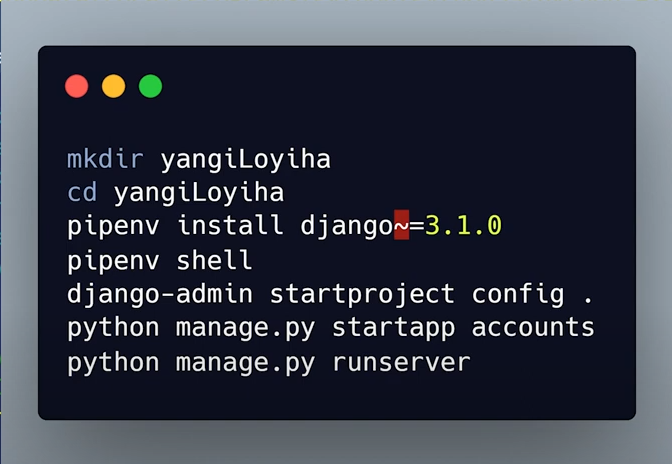 mkdir yangiLoyiha
cd yangiLoyiha
pipenv install django~=3.1.0
pipenv shell
django-admin startproject config .
python manage.py startapp accounts
python manage.py runserver